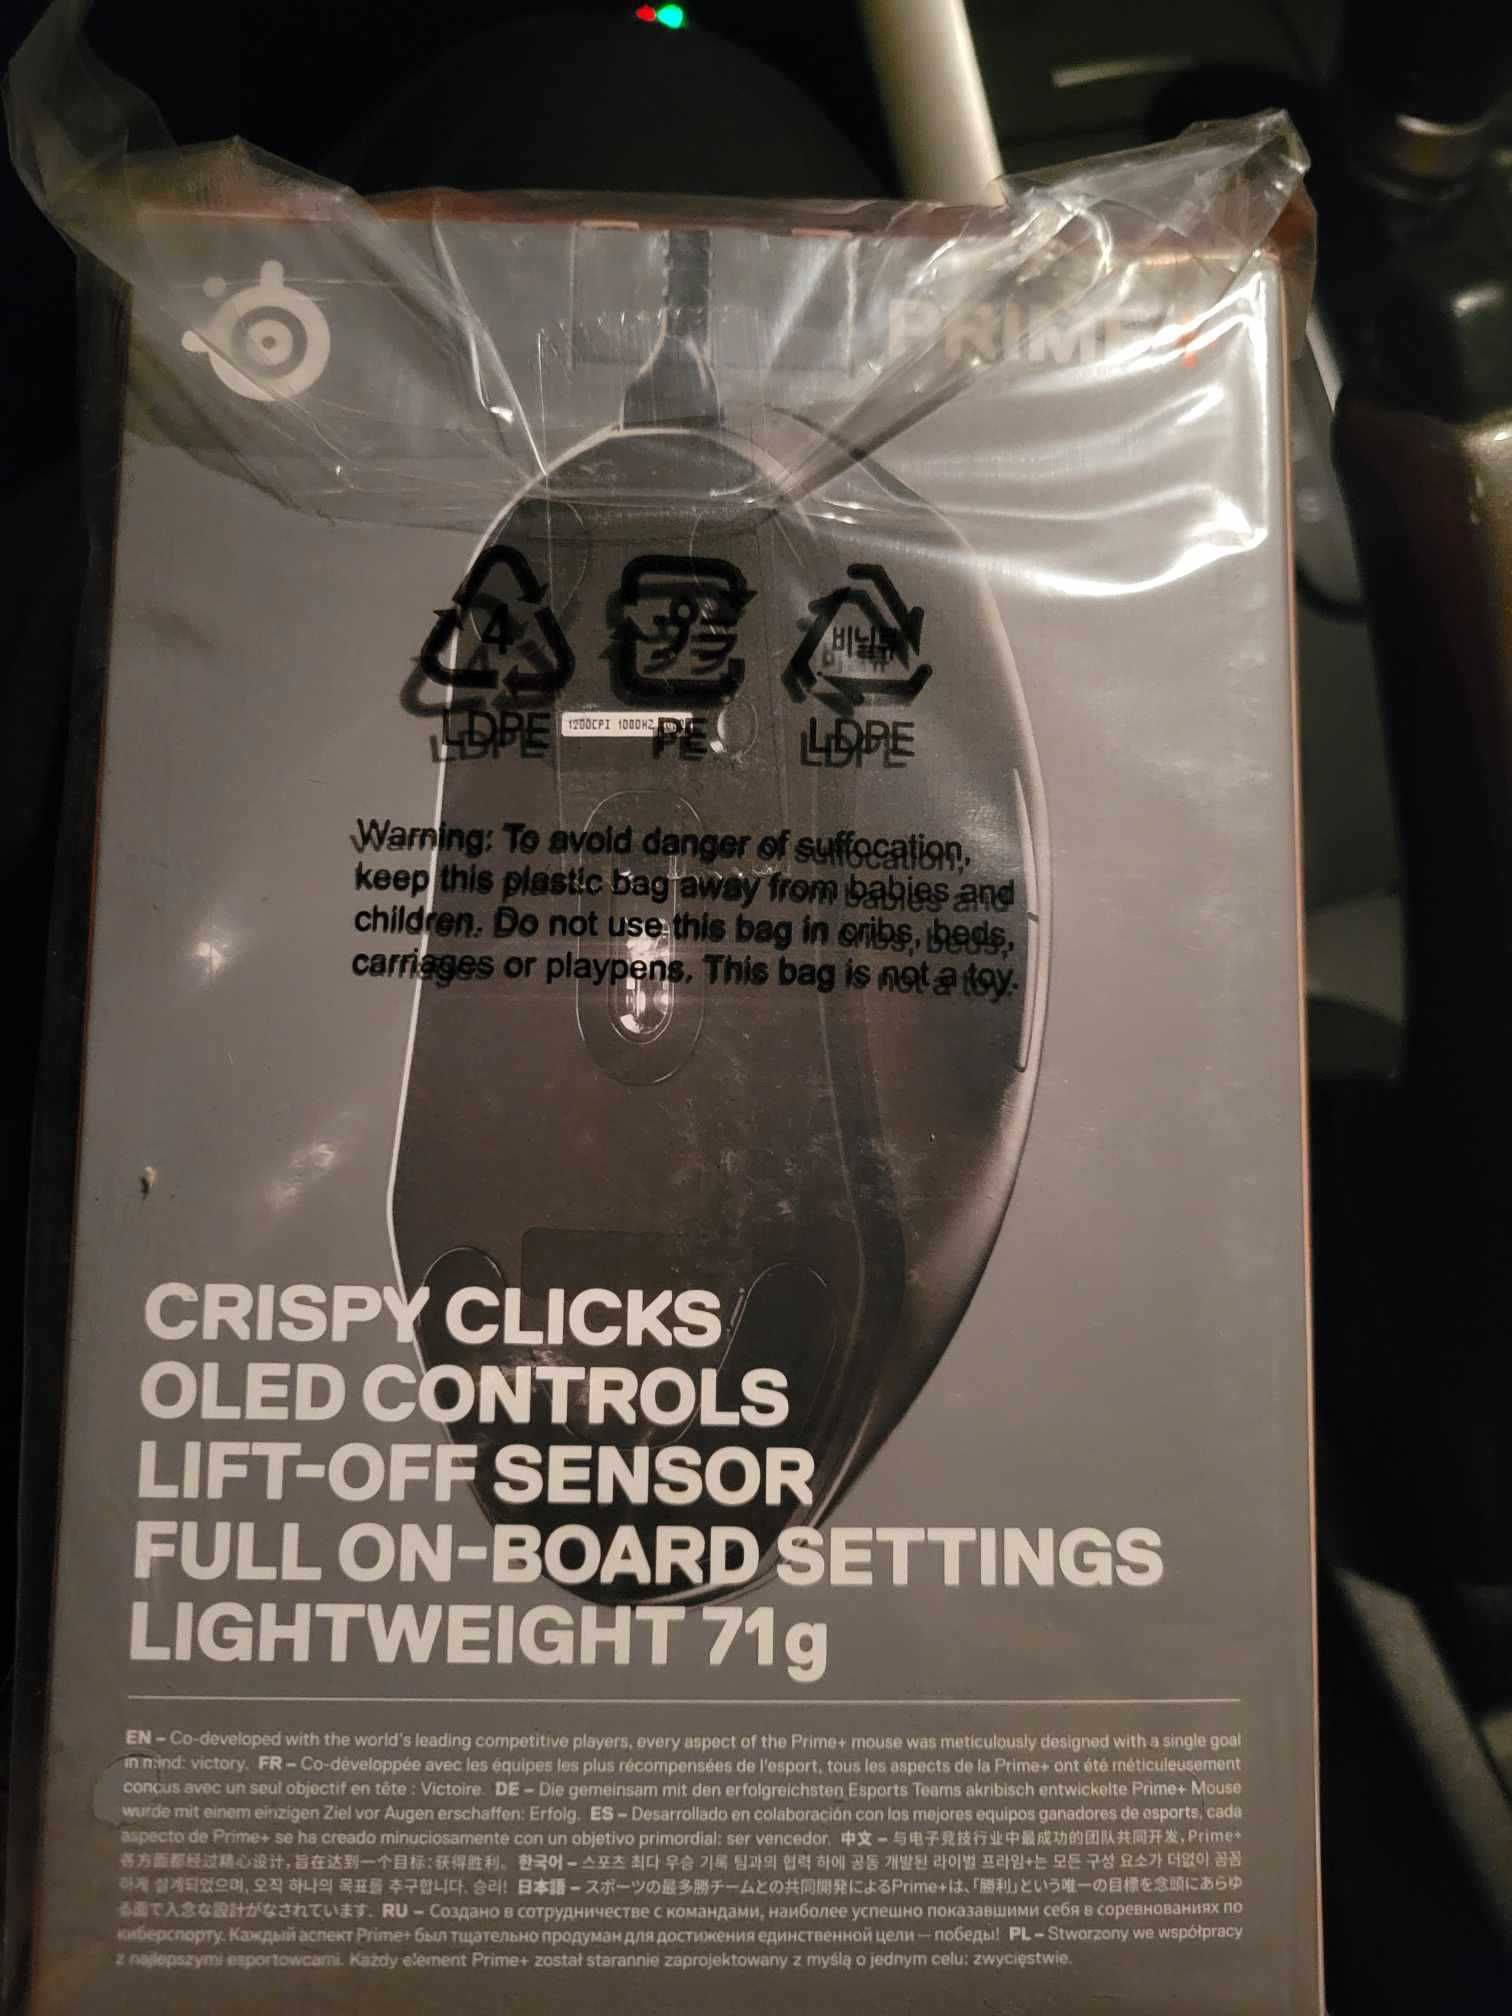 PRIME+
4
LDPE
PE
비닐류
LDPE
1200CPI 1000HZ
Warning: To avoid danger of suffocation,
keep this plastic bag away from babies and
children. Do not use this bag in cribs, beds,
carriages or playpens. This bag is not a toy.
CRISPY CLICKS
OLED CONTROLS
LIFT-OFF SENSOR
FULL ON-BOARD SETTINGS
LIGHTWEIGHT 71g
EN – Co-developed with the world's leading competitive players, every aspect of the Prime+ mouse was meticulously designed with a single goal
in mind: victory. FR – Co-développée avec les équipes les plus récompensées de l'esport, tous les aspects de la Prime+ ont été méticuleusement
conçus avec un seul objectif en tête : Victoire. DE – Die gemeinsam mit den erfolgreichsten Esports Teams akribisch entwickelte Prime+ Mouse
wurde mit einem einzigen Ziel vor Augen erschaffen: Erfolg. ES – Desarrollado en colaboración con los mejores equipos ganadores de esports, cada
aspecto de Prime+ se ha creado minuciosamente con un objetivo primordial: ser vencedor. 中文 – 与电子竞技行业中最成功的团队共同开发，Prime+
各方面都经过精心设计，旨在达到一个目标：获得胜利。 한국어 – 스포츠 최다 우승 기록 팀과의 협력 하에 공동 개발된 라이벌 프라임+는 모든 구성 요소가 더없이 꼼꼼
하게 설계되었으며, 오직 하나의 목표를 추구합니다. 승리! 日本語 – スポーツの最多勝チームとの共同開発によるPrime+は、「勝利」という唯一の目標を念頭にあらゆ
る面で入念な設計がなされています. RU – Создано в сотрудничестве с командами, наиболее успешно показавшими себя в соревнованиях по
киберспорту. Каждый аспект Prime+ был тщательно продуман для достижения единственной цели — победы! PL – Stworzony we współpracy
z najlepszymi esportowcami. Każdy element Prime+ został starannie zaprojektowany z myślą o jednym celu: zwycięstwie.